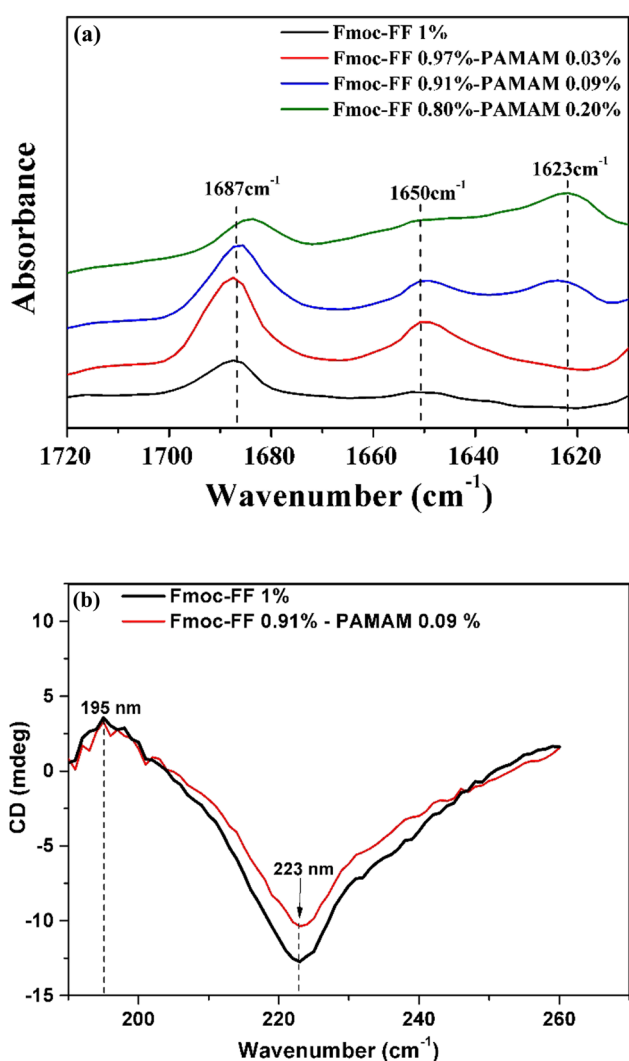 (a)
Fmoc-FF 1%
Fmoc-FF 0.97%-PAMAM 0.03%
Fmoc-FF 0.91%-PAMAM 0.09%
Fmoc-FF 0.80%-PAMAM 0.20%
1687cm⁻¹
1650cm⁻¹
1623cm⁻¹
Absorbance
1720 1700 1680 1660 1640 1620
Wavenumber (cm⁻¹)
(b)
Fmoc-FF 1%
Fmoc-FF 0.91% - PAMAM 0.09 %
10
5
0
-5
-10
-15
195 nm
223 nm
CD (mdeg)
200 220 240 260
Wavenumber (cm⁻¹)